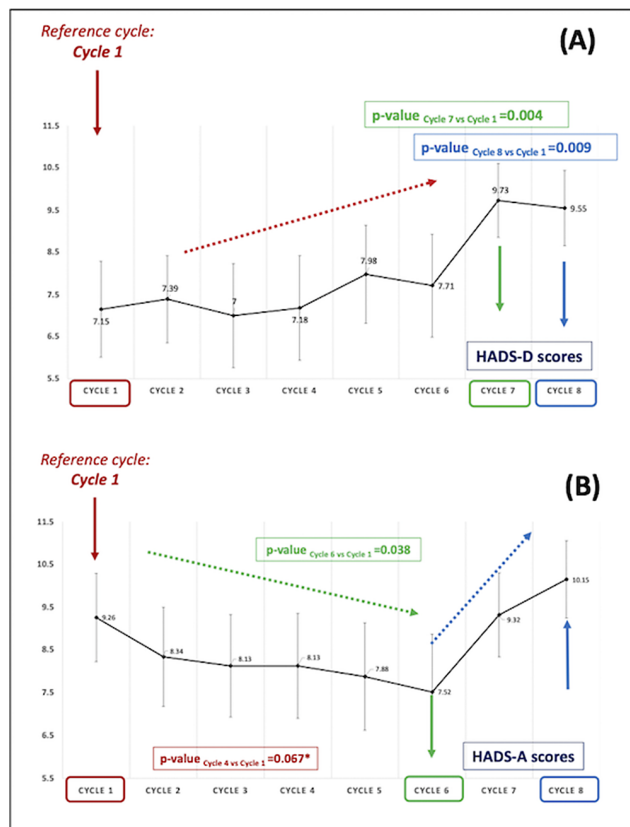 Reference cycle:
Cycle 1
(A)
p-value Cycle 7 vs Cycle 1 =0.004
p-value Cycle 8 vs Cycle 1 =0.009
11.5
10.5
9.5
8.5
7.5
6.5
5.5
7.15
7.39
7
7.18
7.98
7.71
9.73
9.55
HADS-D scores
CYCLE 1 CYCLE 2 CYCLE 3 CYCLE 4 CYCLE 5 CYCLE 6 CYCLE 7 CYCLE 8
Reference cycle:
Cycle 1
(B)
p-value Cycle 6 vs Cycle 1 =0.038
11.5
10.5
9.5
8.5
7.5
6.5
5.5
9.26
8.34
8.13
8.13
7.88
7.52
9.32
10.15
p-value Cycle 4 vs Cycle 1 =0.067*
HADS-A scores
CYCLE 1 CYCLE 2 CYCLE 3 CYCLE 4 CYCLE 5 CYCLE 6 CYCLE 7 CYCLE 8